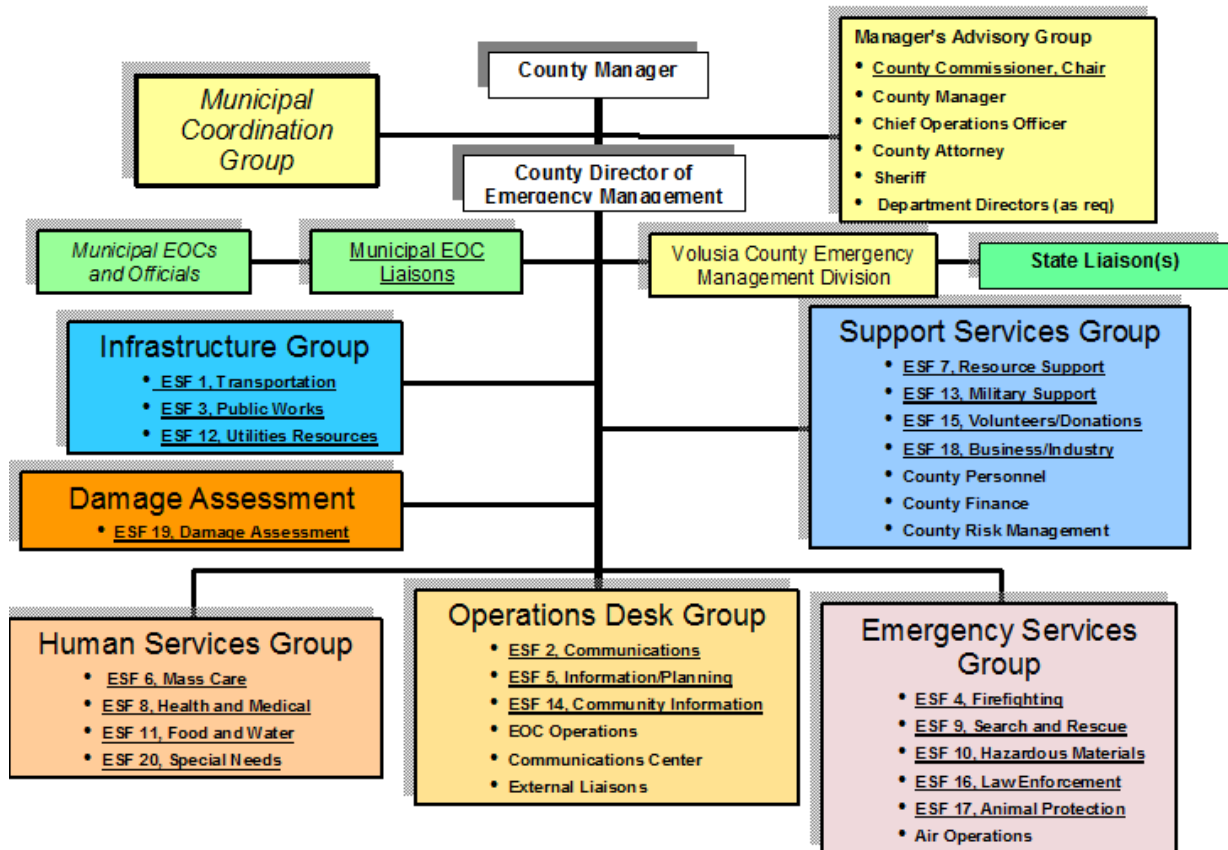 County Manager
Municipal
Coordination
Group
Manager's Advisory Group
• County Commissioner, Chair
• County Manager
• Chief Operations Officer
• County Attorney
• Sheriff
• Department Directors (as req)
County Director of
Emergency Management
Municipal EOCs
and Officials
Municipal EOC
Liaisons
Volusia County Emergency
Management Division
State Liaison(s)
Infrastructure Group
• ESF 1, Transportation
• ESF 3, Public Works
• ESF 12, Utilities Resources
Support Services Group
• ESF 7, Resource Support
• ESF 13, Military Support
• ESF 15, Volunteers/Donations
• ESF 18, Business/Industry
• County Personnel
• County Finance
• County Risk Management
Damage Assessment
• ESF 19, Damage Assessment
Human Services Group
• ESF 6, Mass Care
• ESF 8, Health and Medical
• ESF 11, Food and Water
• ESF 20, Special Needs
Operations Desk Group
• ESF 2, Communications
• ESF 5, Information/Planning
• ESF 14, Community Information
• EOC Operations
• Communications Center
• External Liaisons
Emergency Services
Group
• ESF 4, Firefighting
• ESF 9, Search and Rescue
• ESF 10, Hazardous Materials
• ESF 16, Law Enforcement
• ESF 17, Animal Protection
• Air Operations